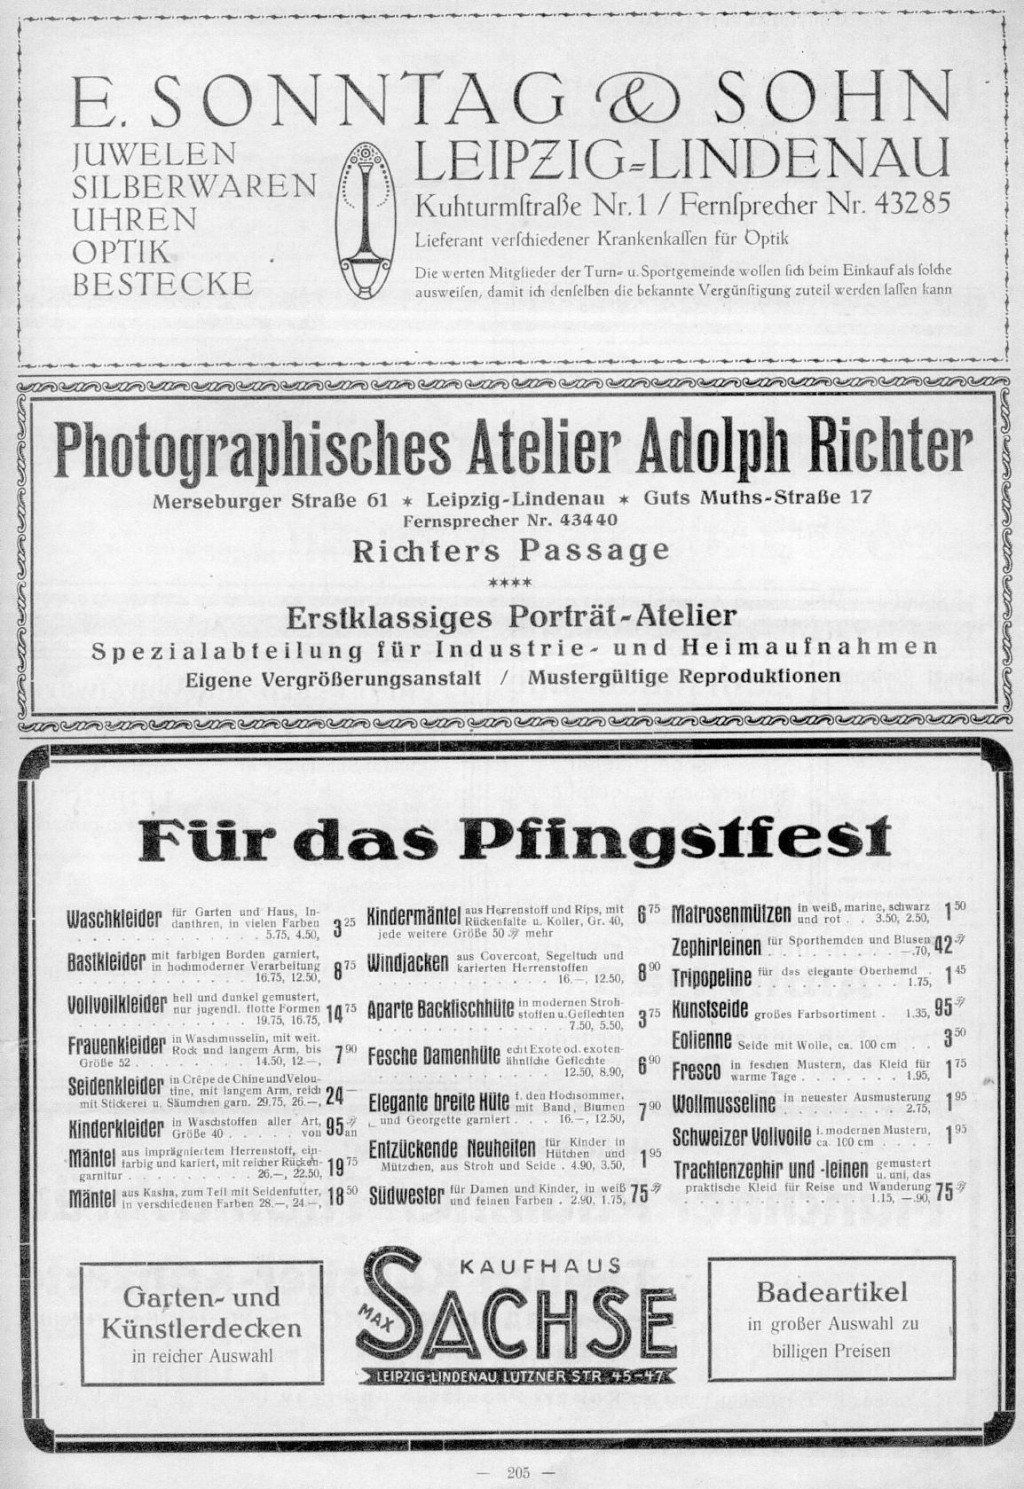 E. SONNTAG & SOHN
JUWELEN
SILBERWAREN
UHREN
OPTIK
BESTECKE
LEIPZIG-LINDENAU
Kuhturmſtraße Nr. 1 / Fernſprecher Nr. 43285
Lieferant verſchiedener Krankenkaſſen für Optik
Die werten Mitglieder der Turn- u. Sportgemeinde wollen ſich beim Einkauf als ſolche
ausweiſen, damit ich denſelben die bekannte Vergünſtigung zuteil werden laſſen kann
Photographisches Atelier Adolph Richter
Merseburger Straße 61 * Leipzig-Lindenau * Guts Muths-Straße 17
Fernsprecher Nr. 43440
Richters Passage
****
Erstklassiges Porträt-Atelier
Spezialabteilung für Industrie- und Heimaufnahmen
Eigene Vergrößerungsanstalt / Mustergültige Reproduktionen
Für das Pfingstfest
Waschkleider für Garten und Haus, In-
danthren, in vielen Farben
. . . 5.75, 4.50, 3 25
Bastkleider mit farbigen Borden garniert,
in hochmoderner Verarbeitung
. . . 16.75, 12.50, 8 75
Vollvoilkleider hell und dunkel gemustert,
nur jugendl. flotte Formen
. . . 19.75, 16.75, 14 75
Frauenkleider in Waschmusselin, mit weit.
Rock und langem Arm, bis
Größe 52 . . . 14.50, 12.—, 7 90
Seidenkleider in Crêpe de Chine und Velou-
tine, mit langem Arm, reich
mit Stickerei u. Säumchen garn. 29.75, 26.—, 24 —
Kinderkleider in Waschstoffen aller Art,
Größe 40 . . . von 95 ₰ an
Mäntel aus imprägniertem Herrenstoff, ein-
farbig und kariert, mit reicher Rücken-
garnitur . . . 26.—, 22.50, 19 75
Mäntel aus Kasha, zum Teil mit Seidenfutter,
in verschiedenen Farben 28.—, 24.—, 18 50
Kindermäntel aus Herrenstoff und Rips, mit
Rückenfalte u. Koller, Gr. 40, 6 75
jede weitere Größe 50 ₰ mehr
Windjacken aus Covercoat, Segeltuch und
karierten Herrenstoffen
. . . 16.—, 12.50, 8 90
Aparte Backfischhüte in modernen Stroh-
stoffen u. Geflechten
. . . 7.50, 5.50, 3 75
Fesche Damenhüte echt Exote od. exoten-
ähnliche Geflechte
. . . 12.50, 8.90, 6 90
Elegante breite Hüte f. den Hochsommer,
mit Band, Blumen
und Georgette garniert . . . 16.—, 12.50, 7 90
Entzückende Neuheiten für Kinder in
Hütchen und
Mützchen, aus Stroh und Seide . 4.90, 3.50, 1 95
Südwester für Damen und Kinder, in weiß
und feinen Farben . 2.90, 1.75, 75 ₰
Matrosenmützen in weiß, marine, schwarz
und rot . . 3.50, 2.50, 1 50
Zephirleinen für Sporthemden und Blusen
. . . —.70, 42 ₰
Tripopeline für das elegante Oberhemd
. . . 1.75, 1 45
Kunstseide großes Farbsortiment . 1.35, 95 ₰
Eolienne Seide mit Wolle, ca. 100 cm . . 3 50
Fresco in feschen Mustern, das Kleid für
warme Tage . . . 1.95, 1 75
Wollmusseline in neuester Ausmusterung
. . . 2.75, 1 95
Schweizer Vollvoile i. modernen Mustern,
ca. 100 cm . . . 1 95
Trachtenzephir und -leinen gemustert
u. uni, das
praktische Kleid für Reise und Wanderung
. . . 1.15, —.90, 75 ₰
Garten- und
Künstlerdecken
in reicher Auswahl
KAUFHAUS
MAX SACHSE
LEIPZIG-LINDENAU, LÜTZNER STR. 45-47
Badeartikel
in großer Auswahl zu
billigen Preisen
— 205 —